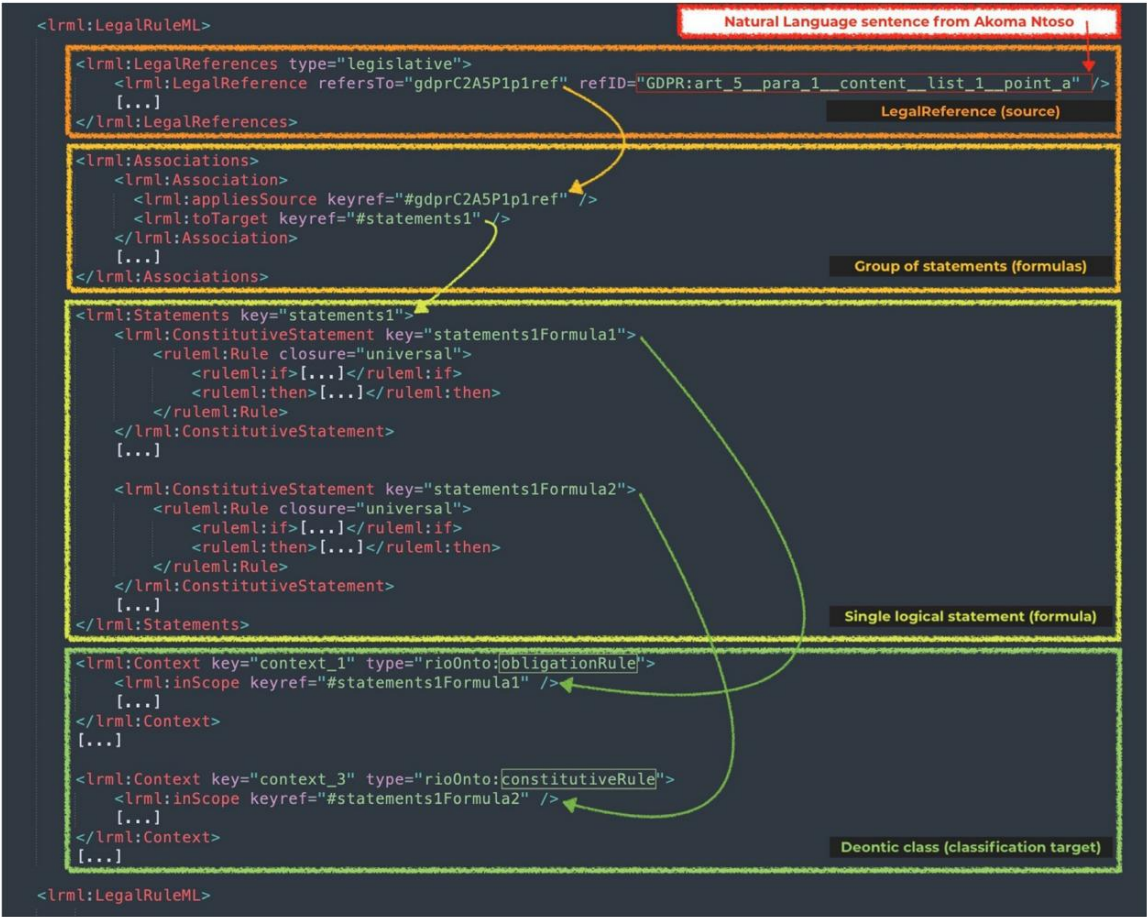 <lrml:LegalRuleML>
Natural Language sentence from Akoma Ntoso
<lrml:LegalReferences type="legislative">
<lrml:LegalReference refersTo="gdprC2A5P1p1ref" refID="GDPR:art_5__para_1__content__list_1__point_a" />
[...]
</lrml:LegalReferences>
LegalReference (source)
<lrml:Associations>
<lrml:Association>
<lrml:appliesSource keyref="#gdprC2A5P1p1ref" />
<lrml:toTarget keyref="#statements1" />
</lrml:Association>
[...]
</lrml:Associations>
Group of statements (formulas)
<lrml:Statements key="statements1">
<lrml:ConstitutiveStatement key="statements1Formula1">
<ruleml:Rule closure="universal">
<ruleml:if>[...]</ruleml:if>
<ruleml:then>[...]</ruleml:then>
</ruleml:Rule>
</lrml:ConstitutiveStatement>
[...]
<lrml:ConstitutiveStatement key="statements1Formula2">
<ruleml:Rule closure="universal">
<ruleml:if>[...]</ruleml:if>
<ruleml:then>[...]</ruleml:then>
</ruleml:Rule>
</lrml:ConstitutiveStatement>
[...]
</lrml:Statements>
Single logical statement (formula)
<lrml:Context key="context_1" type="rioOnto:obligationRule">
<lrml:inScope keyref="#statements1Formula1" />
[...]
</lrml:Context>
[...]
<lrml:Context key="context_3" type="rioOnto:constitutiveRule">
<lrml:inScope keyref="#statements1Formula2" />
[...]
</lrml:Context>
[...]
Deontic class (classification target)
<lrml:LegalRuleML>